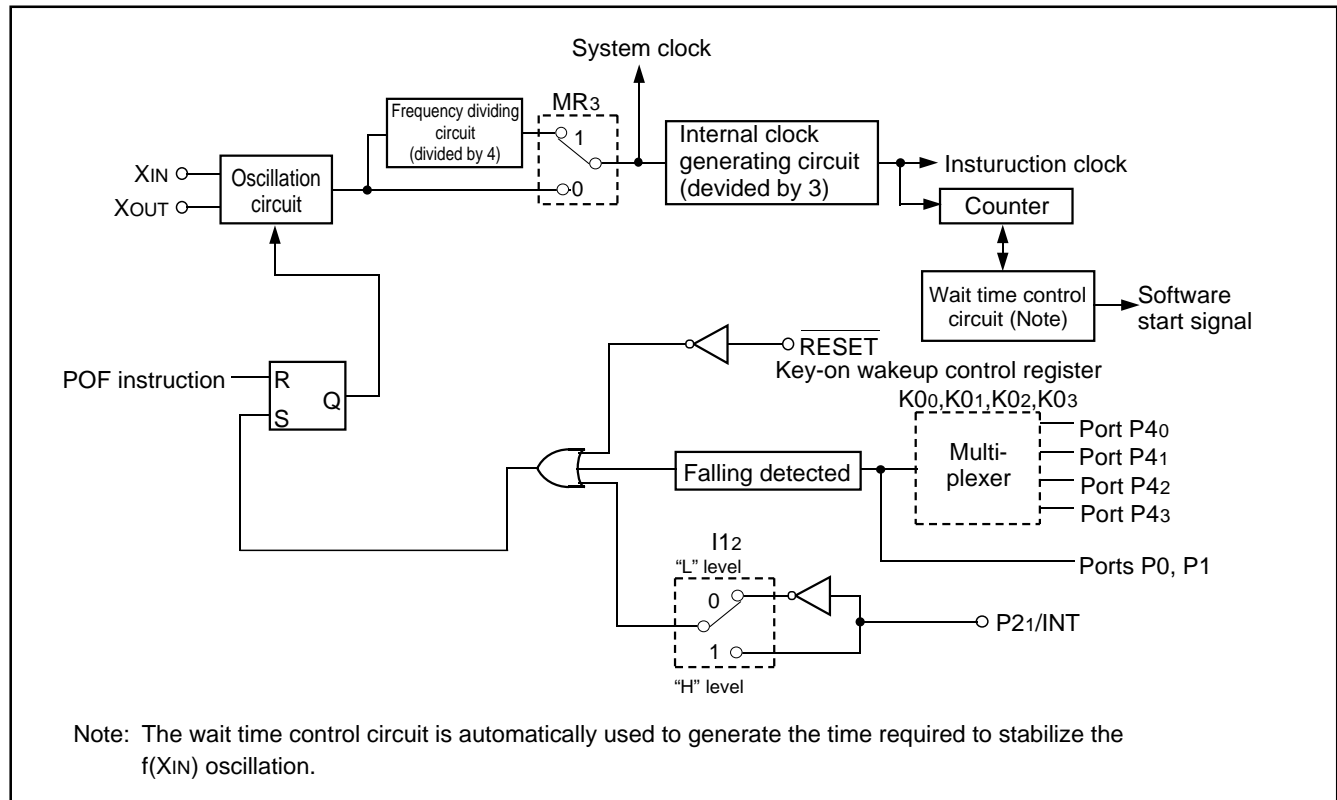 System clock
MR3
Frequency dividing
circuit
(divided by 4)
1
0
Internal clock
generating circuit
(devided by 3)
Insturuction clock
Counter
XIN
XOUT
Oscillation
circuit
Wait time control
circuit (Note)
Software
start signal
RESET
Key-on wakeup control register
K00,K01,K02,K03
POF instruction
R
S
Q
Multi-
plexer
Port P40
Port P41
Port P42
Port P43
Falling detected
Ports P0, P1
I12
“L” level
0
1
“H” level
P21/INT
Note: The wait time control circuit is automatically used to generate the time required to stabilize the
f(XIN) oscillation.